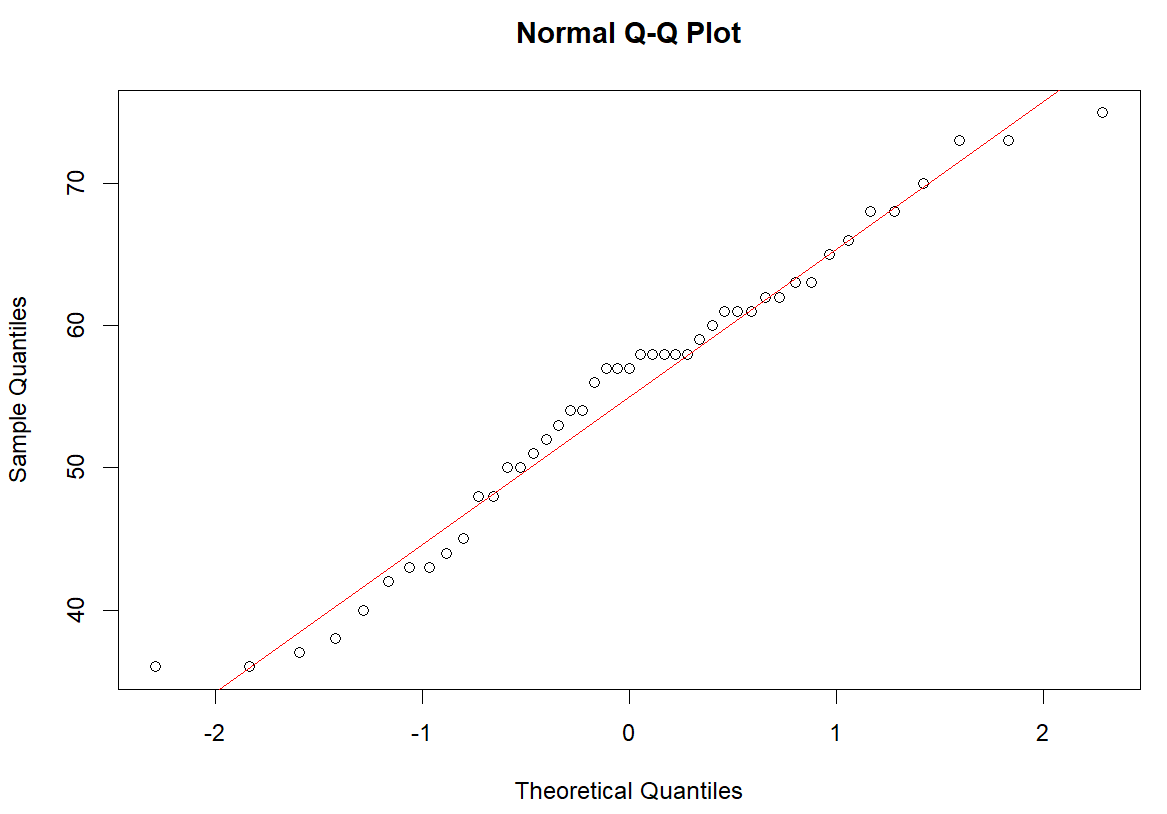 Normal Q-Q Plot
Sample Quantiles
70
60
50
40
-2 -1 0 1 2
Theoretical Quantiles